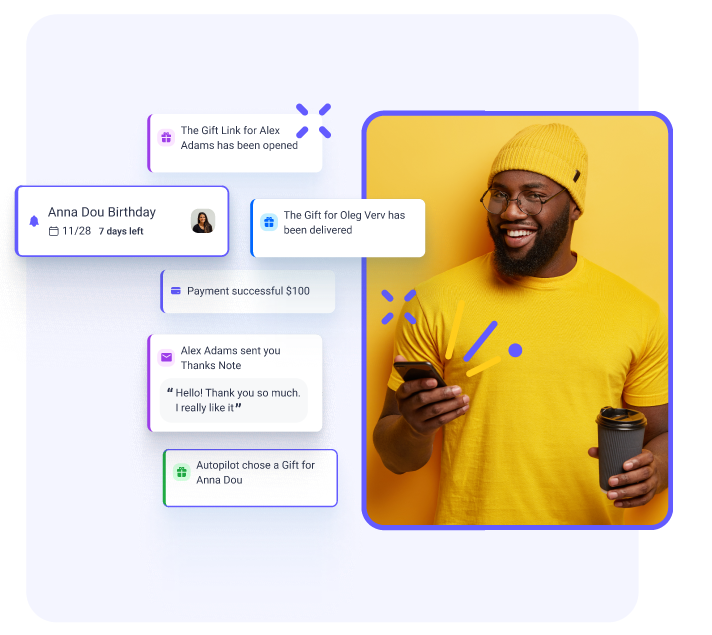 The Gift Link for Alex
Adams has been opened
Anna Dou Birthday
11/28 7 days left
The Gift for Oleg Verv has
been delivered
Payment successful $100
Alex Adams sent you
Thanks Note
“ Hello! Thank you so much.
I really like it ”
Autopilot chose a Gift for
Anna Dou